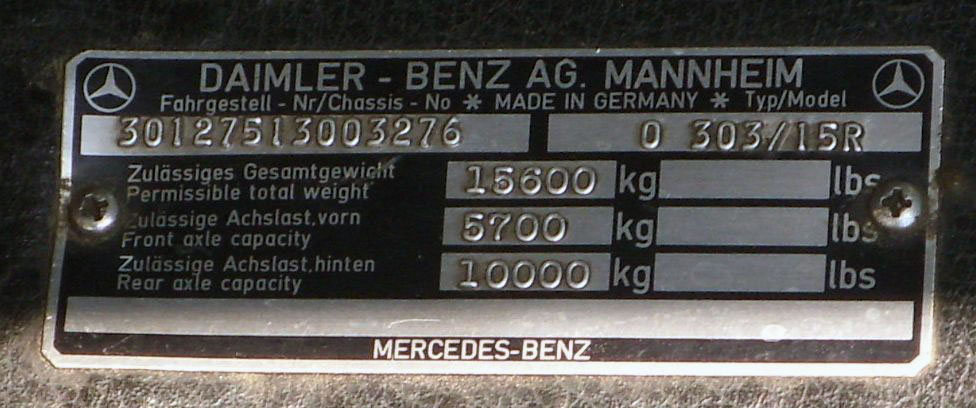 DAIMLER - BENZ AG. MANNHEIM
Fahrgestell - Nr/Chassis - No * MADE IN GERMANY * Typ/Model
30127513003276 O 303/15R
Zulässiges Gesamtgewicht
Permissible total weight 15600 kg lbs
Zulässige Achslast,vorn
Front axle capacity 5700 kg lbs
Zulässige Achslast,hinten
Rear axle capacity 10000 kg lbs
MERCEDES-BENZ